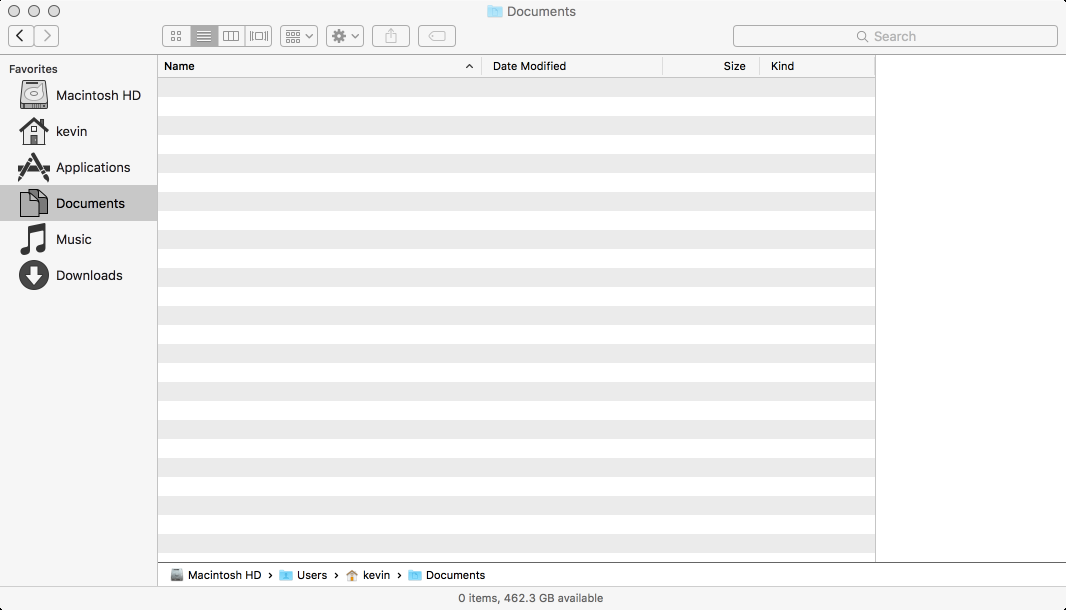 Documents
Search
Favorites
Macintosh HD
kevin
Applications
Documents
Music
Downloads
Name Date Modified Size Kind
Macintosh HD › Users › kevin › Documents
0 items, 462.3 GB available